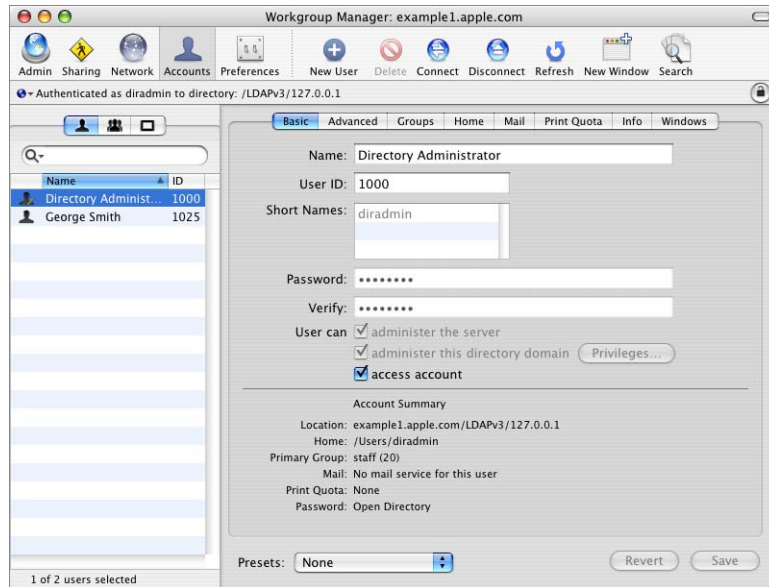 Workgroup Manager: example1.apple.com
Admin Sharing Network Accounts Preferences New User Delete Connect Disconnect Refresh New Window Search
Authenticated as diradmin to directory: /LDAPv3/127.0.0.1
Basic Advanced Groups Home Mail Print Quota Info Windows
Name ID
Directory Administ... 1000
George Smith 1025
1 of 2 users selected
Name: Directory Administrator
User ID: 1000
Short Names: diradmin
Password: ••••••••
Verify: ••••••••
User can administer the server
administer this directory domain Privileges...
access account
Account Summary
Location: example1.apple.com/LDAPv3/127.0.0.1
Home: /Users/diradmin
Primary Group: staff (20)
Mail: No mail service for this user
Print Quota: None
Password: Open Directory
Presets: None Revert Save